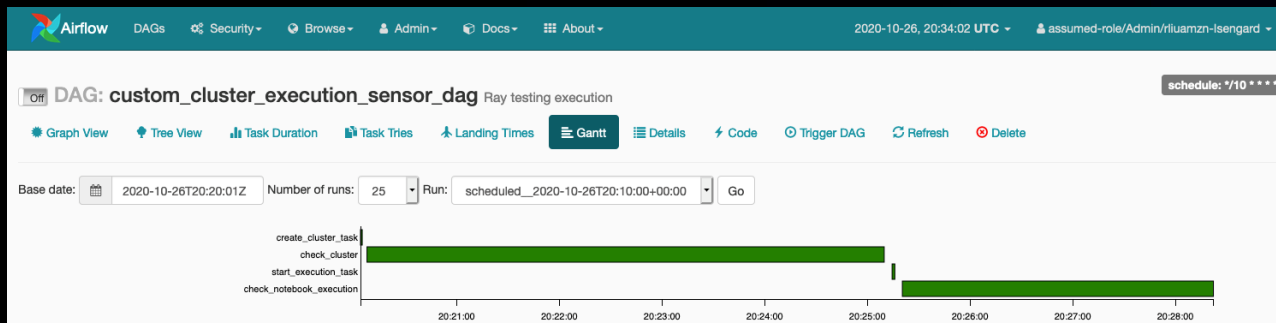 Airflow DAGs Security Browse Admin Docs About 2020-10-26, 20:34:02 UTC assumed-role/Admin/rliuamzn-Isengard
schedule: */10 * * * *
Off DAG: custom_cluster_execution_sensor_dag Ray testing execution
Graph View Tree View Task Duration Task Tries Landing Times Gantt Details Code Trigger DAG Refresh Delete
Base date: 2020-10-26T20:20:01Z Number of runs: 25 Run: scheduled__2020-10-26T20:10:00+00:00 Go
create_cluster_task
check_cluster
start_execution_task
check_notebook_execution
20:21:00 20:22:00 20:23:00 20:24:00 20:25:00 20:26:00 20:27:00 20:28:00